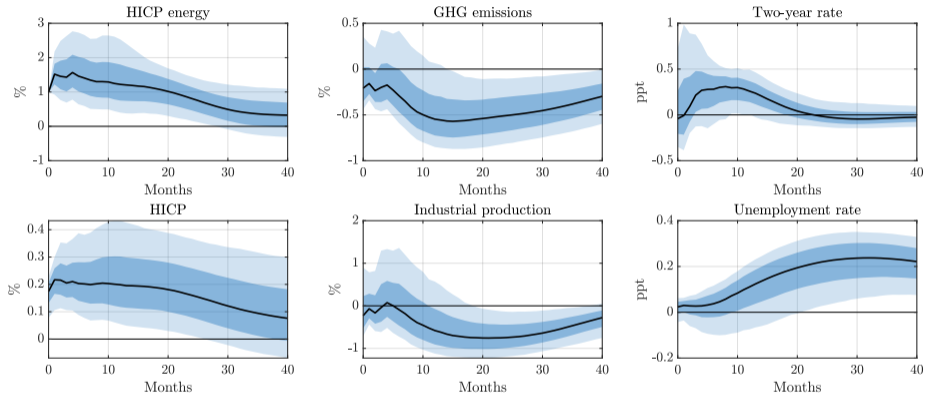 HICP energy
3
2
1
0
-1
%
0 10 20 30 40
Months
GHG emissions
0.5
0
-0.5
-1
%
0 10 20 30 40
Months
Two-year rate
1
0.5
0
-0.5
ppt
0 10 20 30 40
Months
HICP
0.4
0.3
0.2
0.1
0
%
0 10 20 30 40
Months
Industrial production
2
1
0
-1
%
0 10 20 30 40
Months
Unemployment rate
0.4
0.2
0
-0.2
ppt
0 10 20 30 40
Months